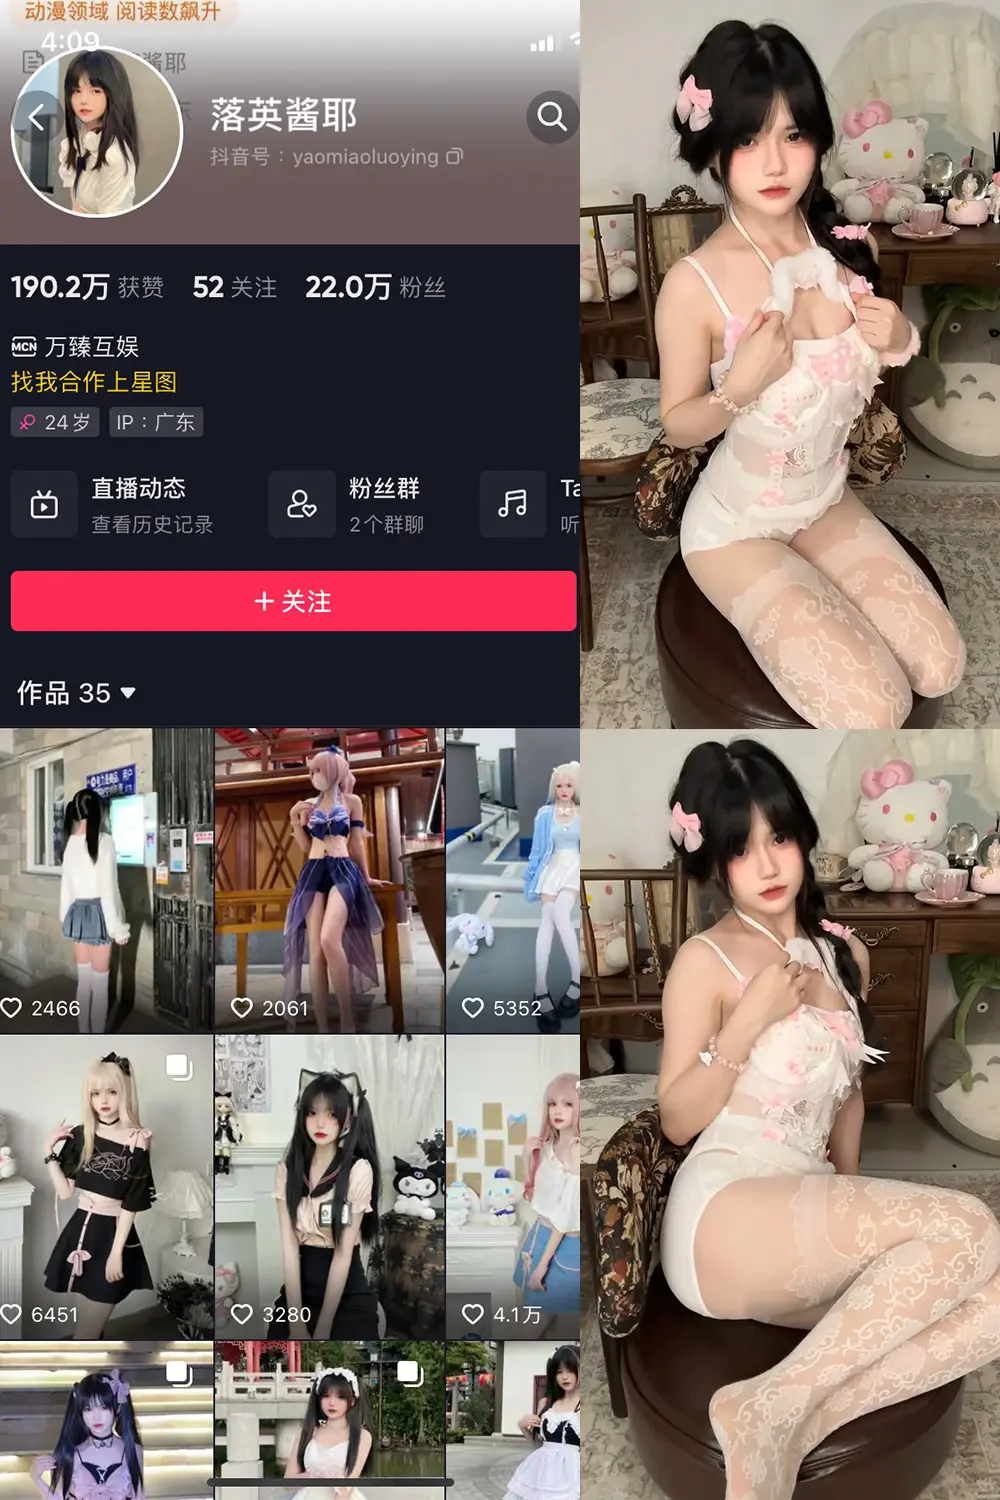 动漫领域 阅读数飙升
4:09
酱耶
落英酱耶
抖音号：yaomiaoluoying
190.2万 获赞 52 关注 22.0万 粉丝
MCN 万臻互娱
找我合作上星图
24岁 IP：广东
直播动态 粉丝群 Ta
查看历史记录 2个群聊 听
+ 关注
作品 35
2466 2061 5352
6451 3280 4.1万